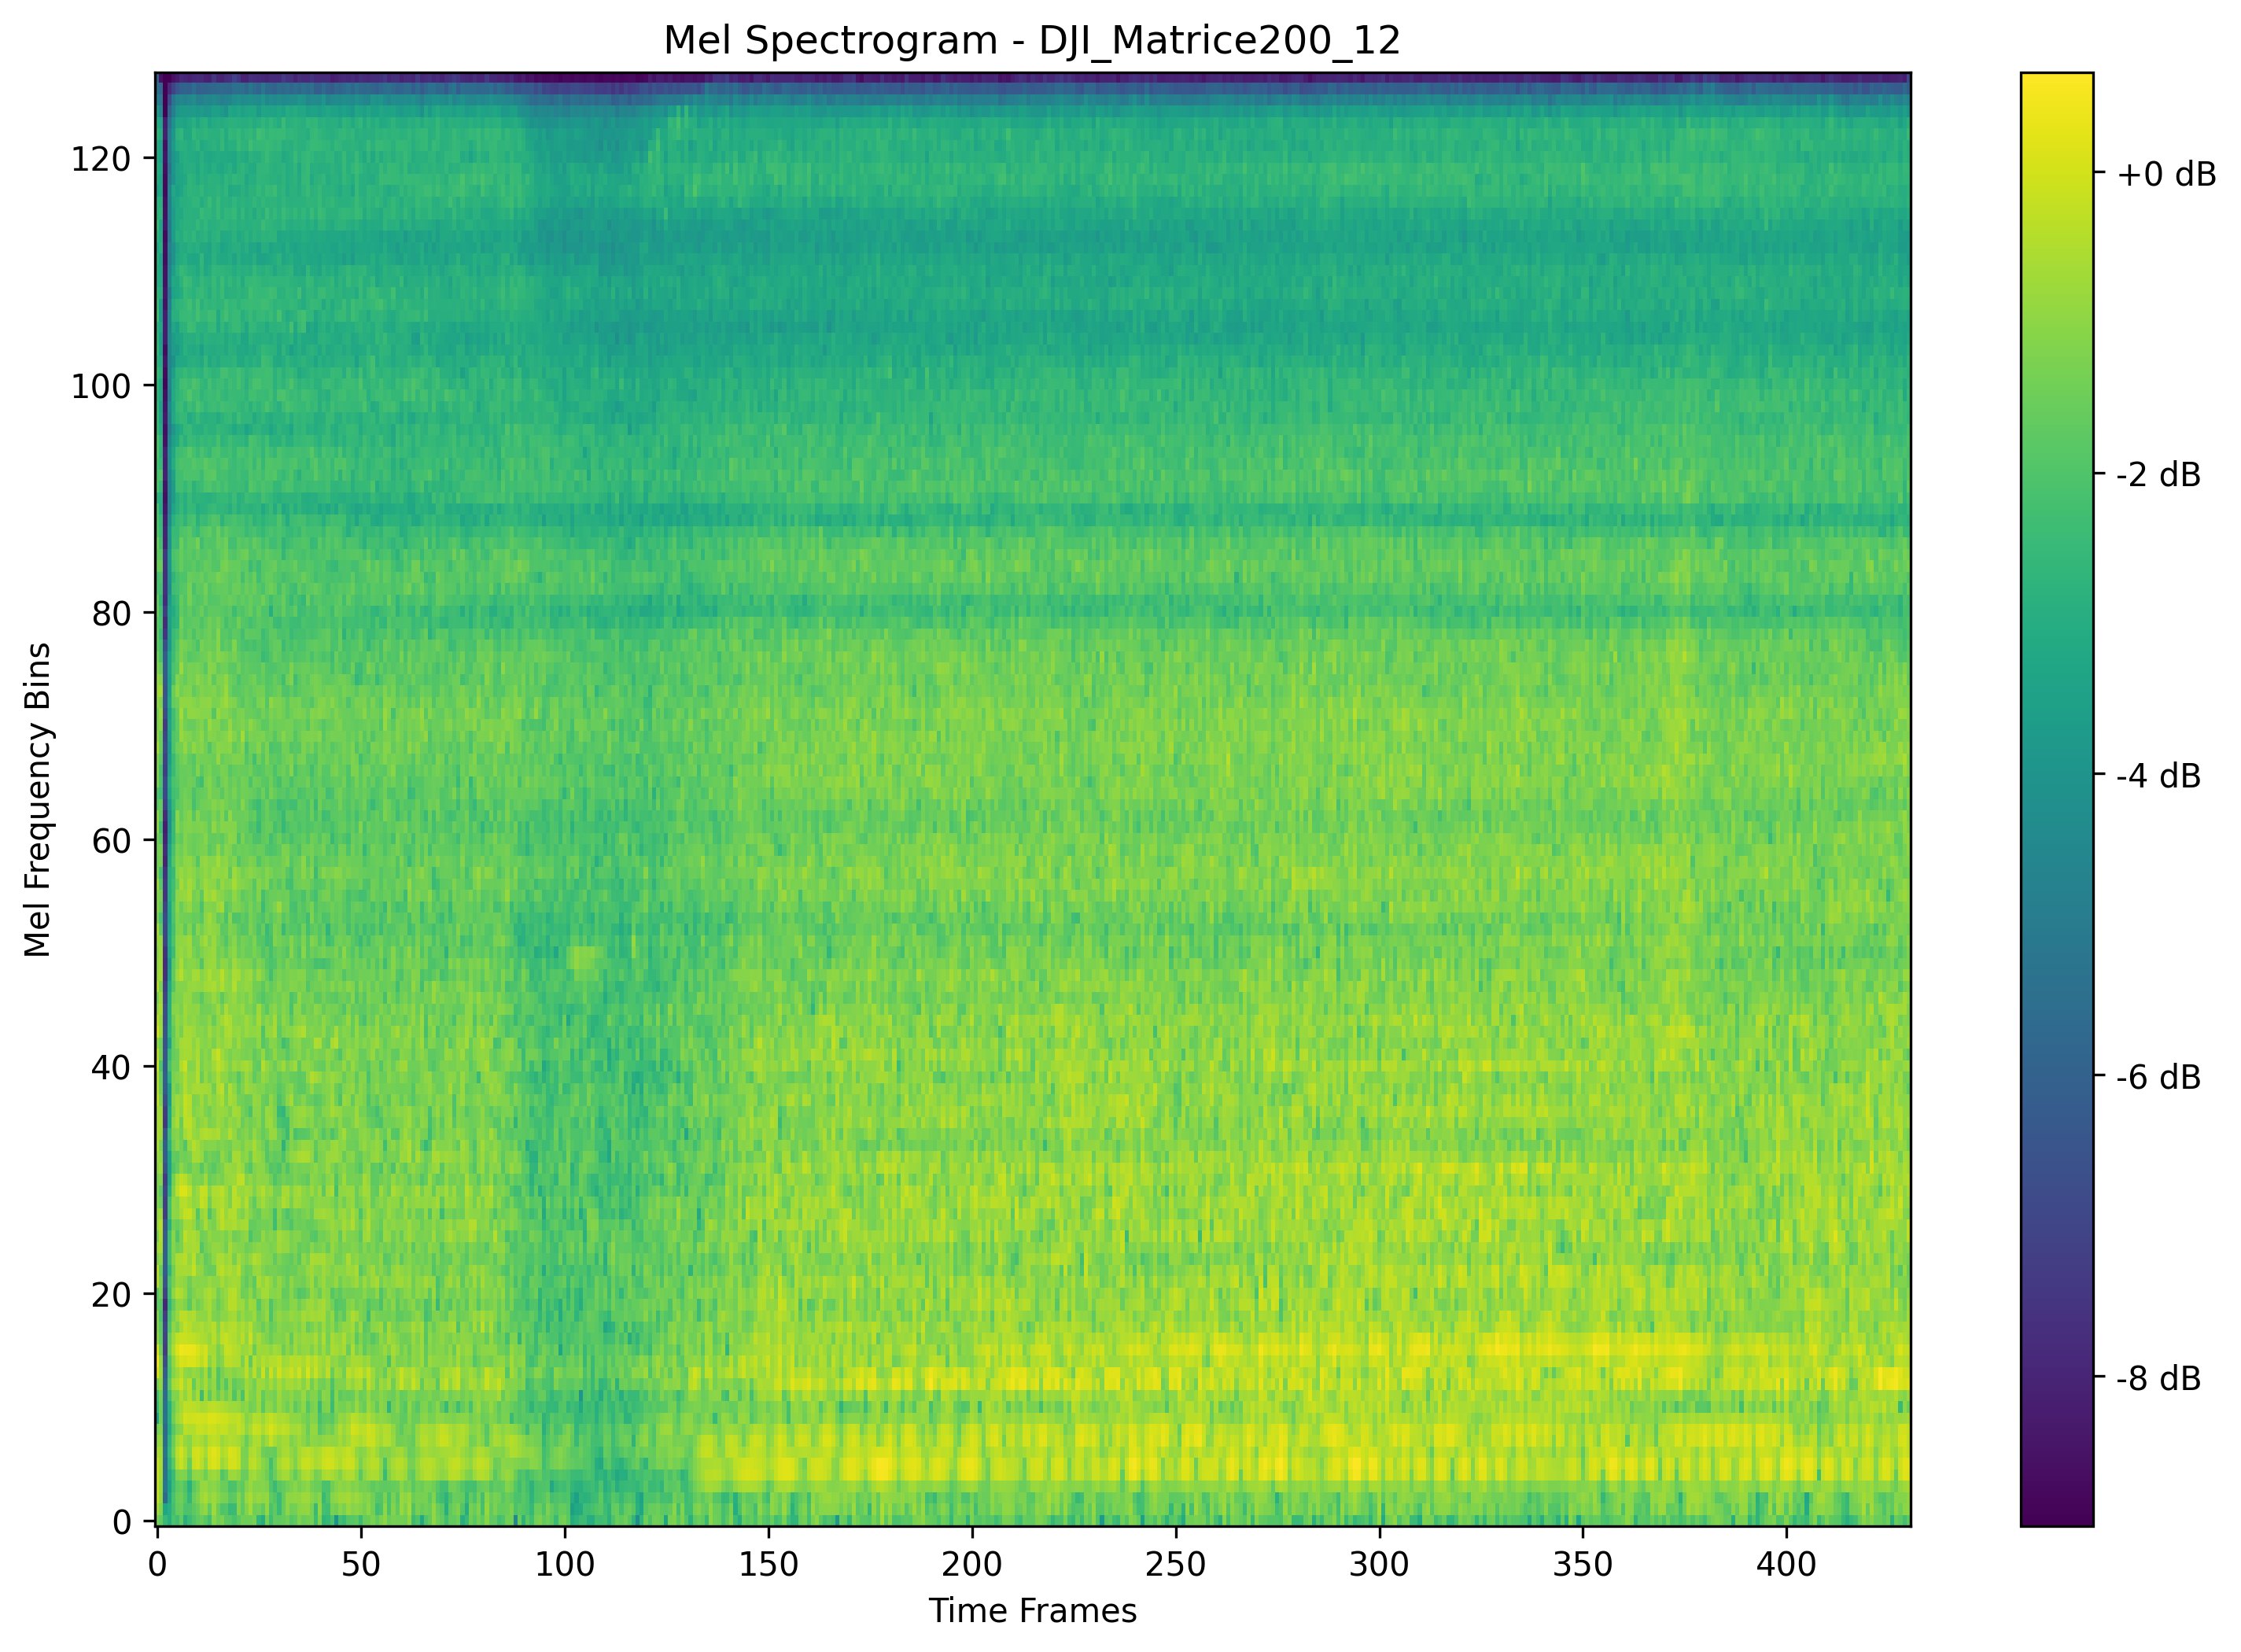 Mel Spectrogram - DJI_Matrice200_12
Mel Frequency Bins
120
100
80
60
40
20
0
0 50 100 150 200 250 300 350 400
Time Frames
+0 dB
-2 dB
-4 dB
-6 dB
-8 dB